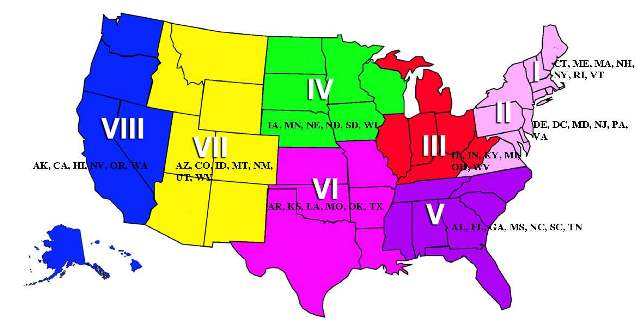 I
CT, ME, MA, NH,
NY, RI, VT
II
DE, DC, MD, NJ, PA,
VA
III
IL, IN, KY, MI,
OH, WV
IV
IA, MN, NE, ND, SD, WI
V
AL, FL, GA, MS, NC, SC, TN
VI
AR, KS, LA, MO, OK, TX
VII
AZ, CO, ID, MT, NM,
UT, WY
VIII
AK, CA, HI, NV, OR, WA